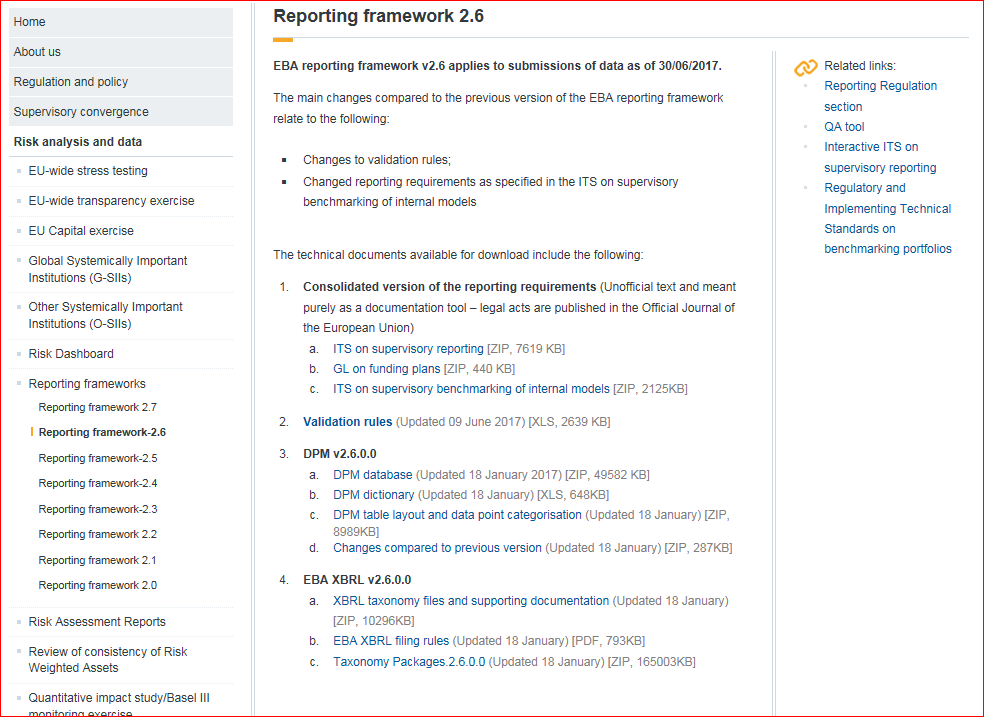 Home
About us
Regulation and policy
Supervisory convergence
Risk analysis and data
EU-wide stress testing
EU-wide transparency exercise
EU Capital exercise
Global Systemically Important
Institutions (G-SIIs)
Other Systemically Important
Institutions (O-SIIs)
Risk Dashboard
Reporting frameworks
Reporting framework 2.7
Reporting framework-2.6
Reporting framework-2.5
Reporting framework-2.4
Reporting framework-2.3
Reporting framework 2.2
Reporting framework 2.1
Reporting framework 2.0
Risk Assessment Reports
Review of consistency of Risk
Weighted Assets
Quantitative impact study/Basel III
monitoring exercise
Reporting framework 2.6
EBA reporting framework v2.6 applies to submissions of data as of 30/06/2017.
The main changes compared to the previous version of the EBA reporting framework
relate to the following:
Changes to validation rules;
Changed reporting requirements as specified in the ITS on supervisory
benchmarking of internal models
The technical documents available for download include the following:
1. Consolidated version of the reporting requirements (Unofficial text and meant
purely as a documentation tool – legal acts are published in the Official Journal of
the European Union)
a. ITS on supervisory reporting [ZIP, 7619 KB]
b. GL on funding plans [ZIP, 440 KB]
c. ITS on supervisory benchmarking of internal models [ZIP, 2125KB]
2. Validation rules (Updated 09 June 2017) [XLS, 2639 KB]
3. DPM v2.6.0.0
a. DPM database (Updated 18 January 2017) [ZIP, 49582 KB]
b. DPM dictionary (Updated 18 January) [XLS, 648KB]
c. DPM table layout and data point categorisation (Updated 18 January) [ZIP,
8989KB]
d. Changes compared to previous version (Updated 18 January) [ZIP, 287KB]
4. EBA XBRL v2.6.0.0
a. XBRL taxonomy files and supporting documentation (Updated 18 January)
[ZIP, 10296KB]
b. EBA XBRL filing rules (Updated 18 January) [PDF, 793KB]
c. Taxonomy Packages.2.6.0.0 (Updated 18 January) [ZIP, 165003KB]
Related links:
Reporting Regulation
section
QA tool
Interactive ITS on
supervisory reporting
Regulatory and
Implementing Technical
Standards on
benchmarking portfolios